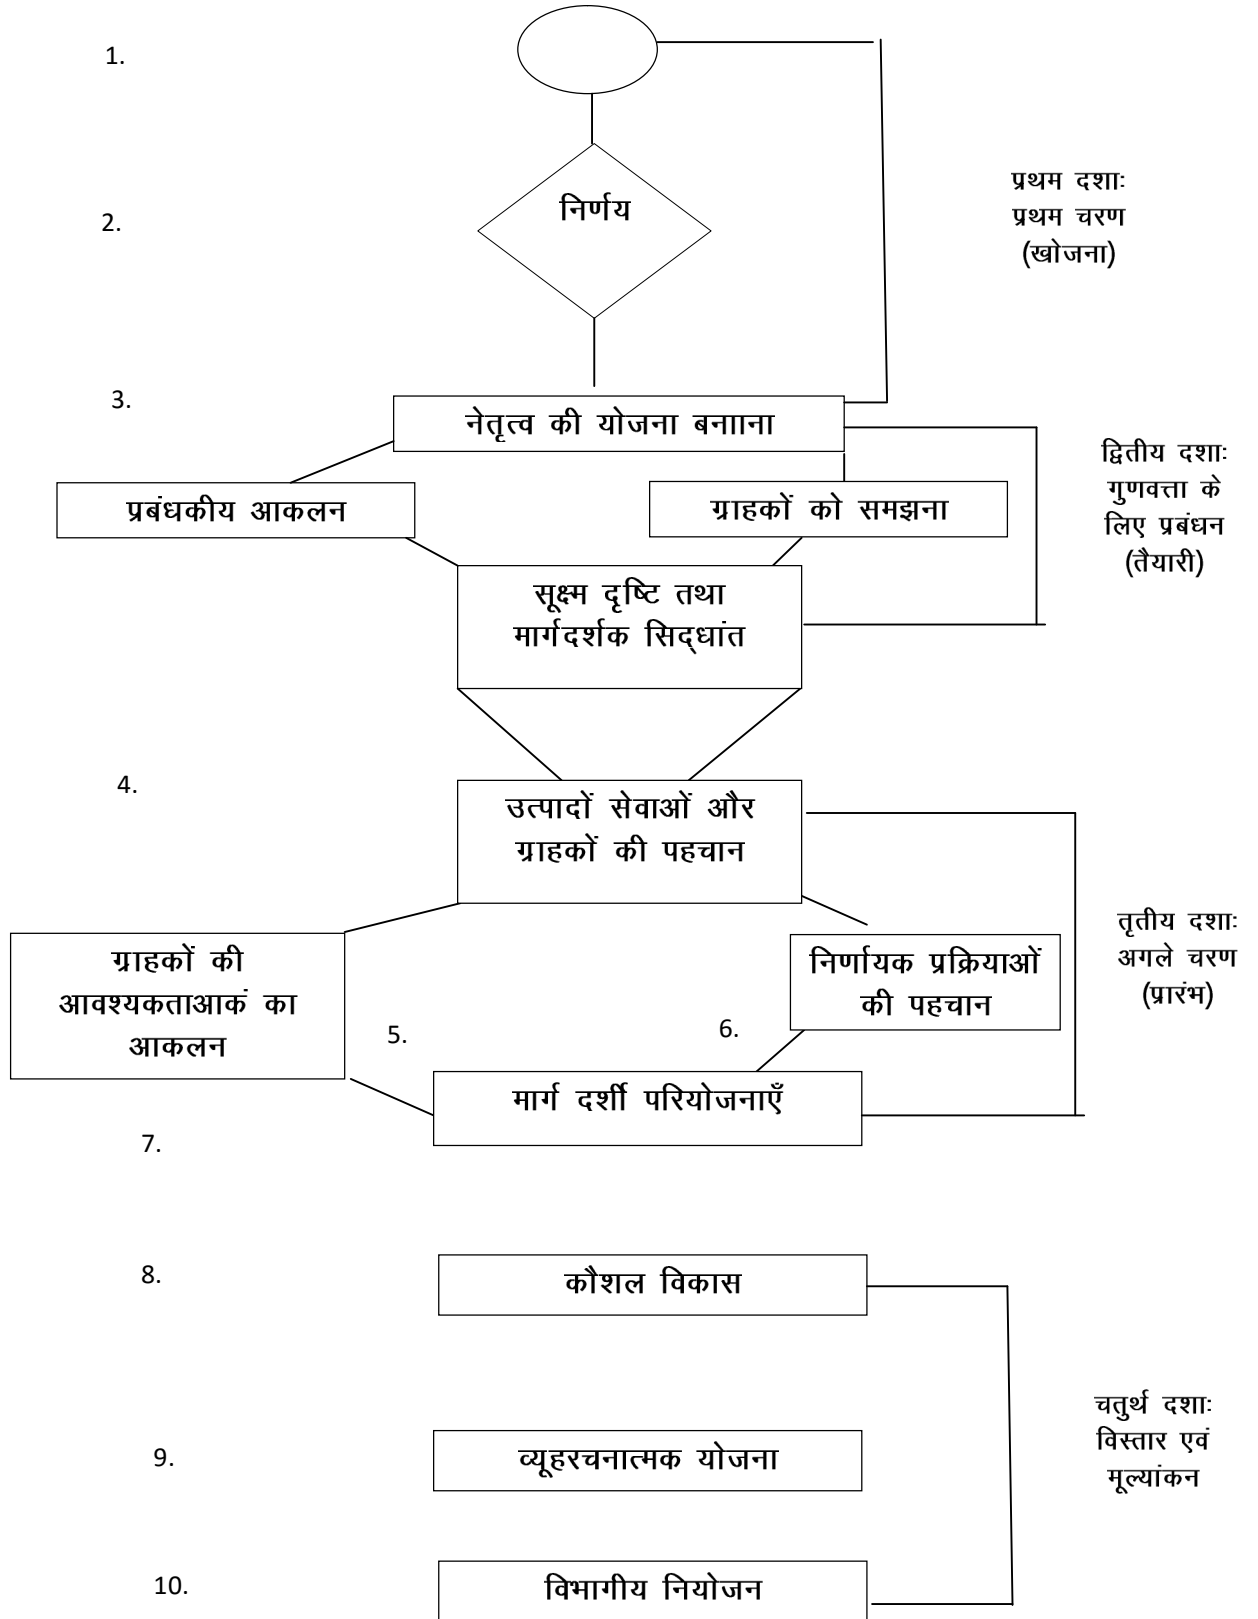 1.
2.
निर्णय
प्रथम दशाः
प्रथम चरण
(खोजना)
3.
नेतृत्व की योजना बनााना
प्रबंधकीय आकलन
ग्राहकों को समझना
द्वितीय दशाः
गुणवत्ता के
लिए प्रबंधन
(तैयारी)
सूक्ष्म दृष्टि तथा
मार्गदर्शक सिद्धांत
4.
उत्पादों सेवाओं और
ग्राहकों की पहचान
ग्राहकों की
आवश्यकताआकं का
आकलन
5.
6.
निर्णायक प्रक्रियाओं
की पहचान
तृतीय दशाः
अगले चरण
(प्रारंभ)
मार्ग दर्शी परियोजनाएँ
7.
8.
कौशल विकास
9.
व्यूहरचनात्मक योजना
चतुर्थ दशाः
विस्तार एवं
मूल्यांकन
10.
विभागीय नियोजन